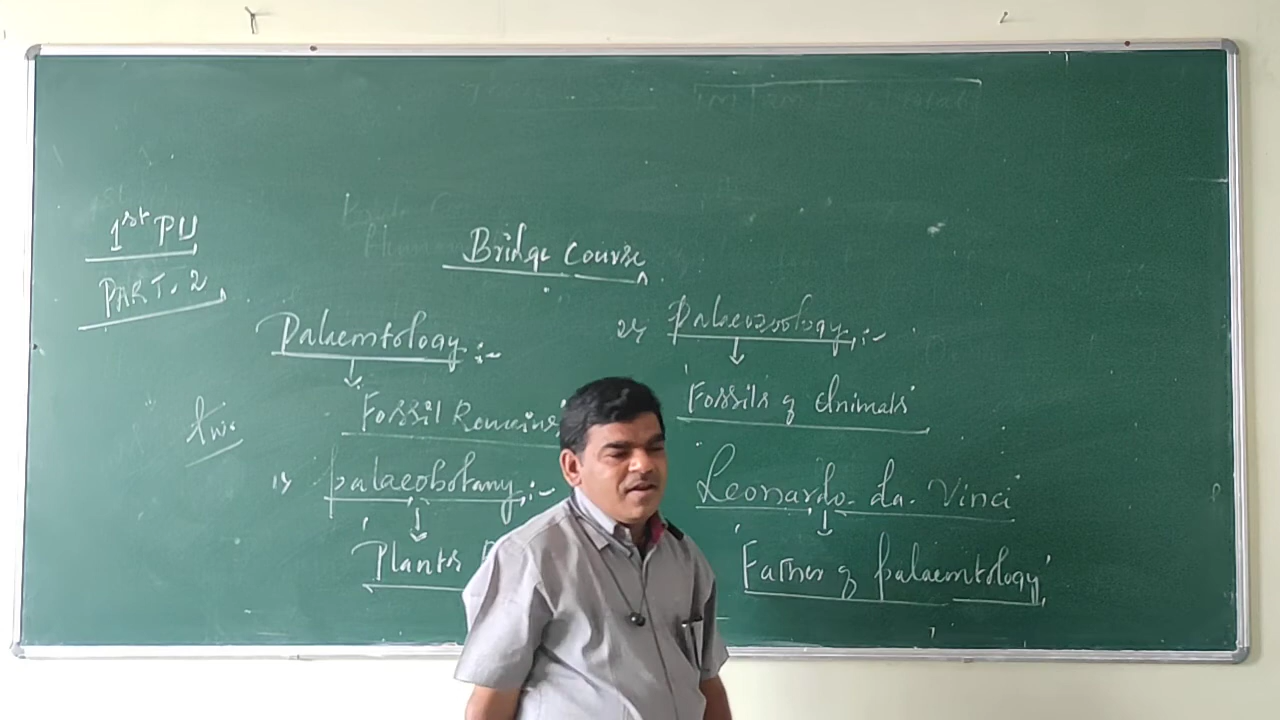 1st PU
PART. 2
Bridge Course
Palaeontology :-
Fossil Remains
1) palaeobotany :-
Plants
2) Palaeozoology :-
'Fossils of Animals'
"Leonardo. da. Vinci"
'Father of palaeontology'